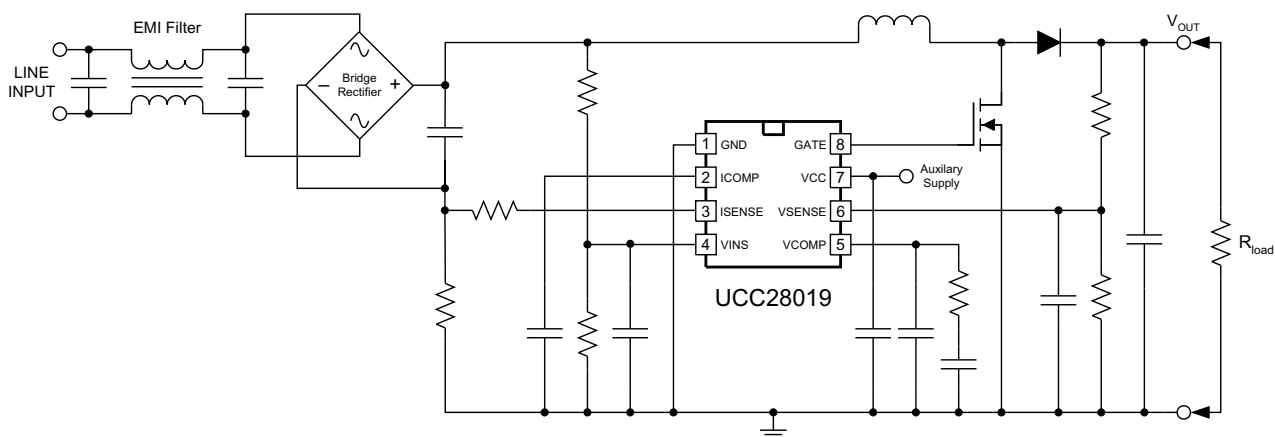 EMI Filter
LINE
INPUT
−
Bridge
Rectifier
+
V_OUT
1 GND
GATE 8
2 ICOMP
VCC 7
Auxilary
Supply
3 ISENSE
VSENSE 6
4 VINS
VCOMP 5
UCC28019
R_load